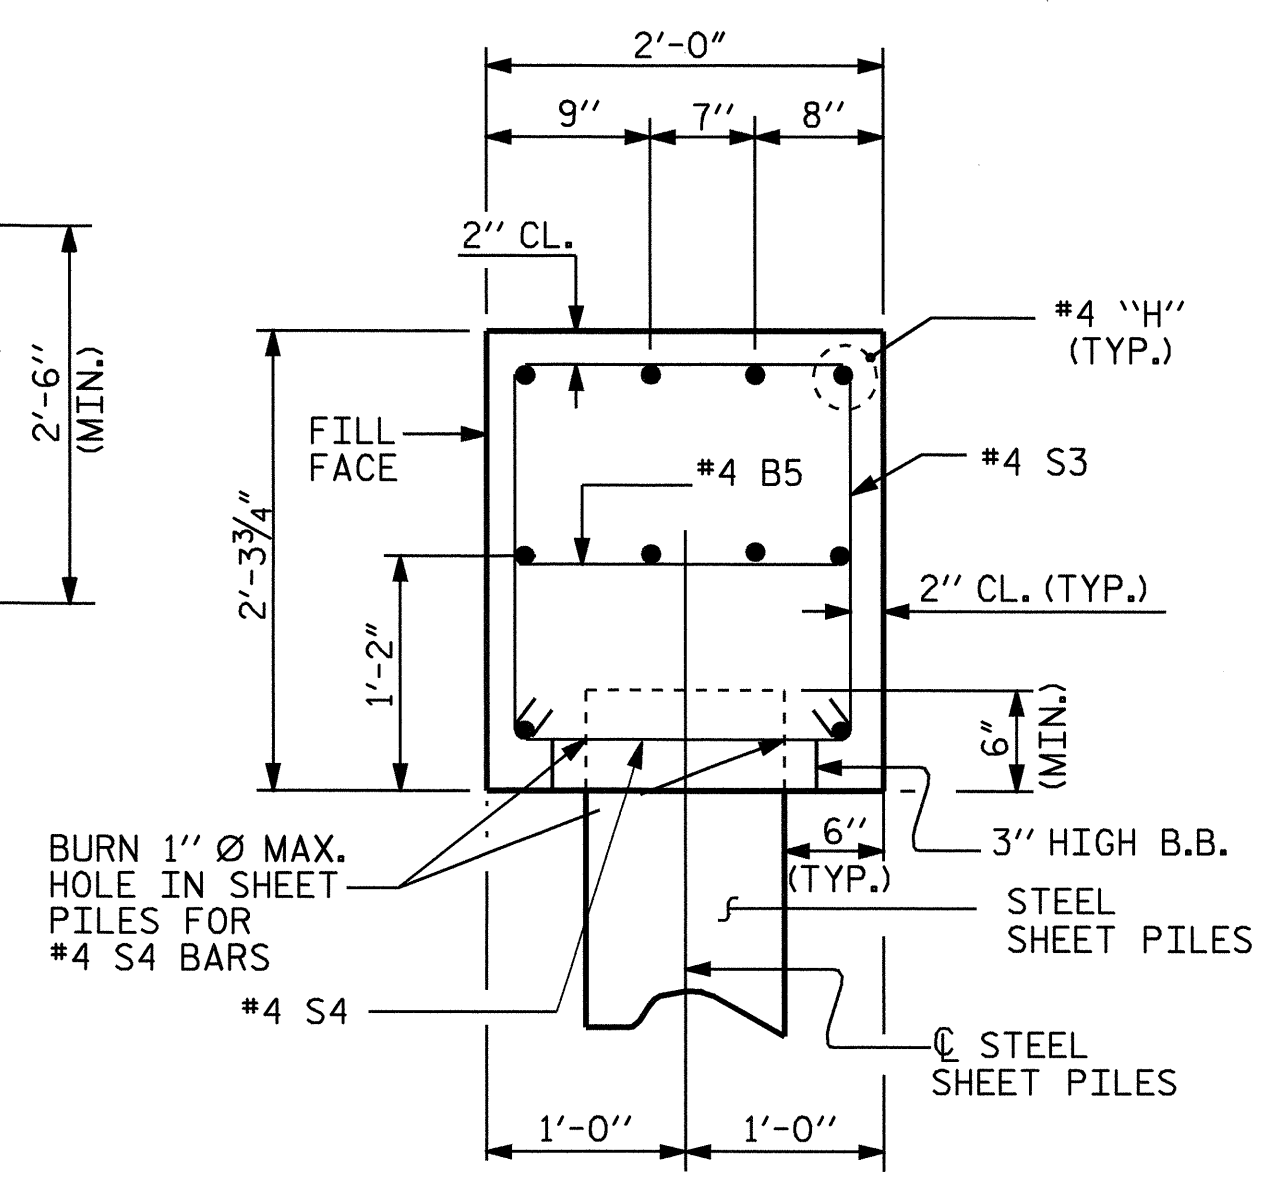 2'-0"
9" 7" 8"
2" CL.
#4 "H"
(TYP.)
2'-6"
(MIN.)
FILL
FACE
#4 B5
#4 S3
2'-3¾"
1'-2"
2" CL. (TYP.)
6"
(MIN.)
BURN 1" Ø MAX.
HOLE IN SHEET
PILES FOR
#4 S4 BARS
6"
(TYP.)
3" HIGH B.B.
STEEL
SHEET PILES
#4 S4
℄ STEEL
SHEET PILES
1'-0" 1'-0"